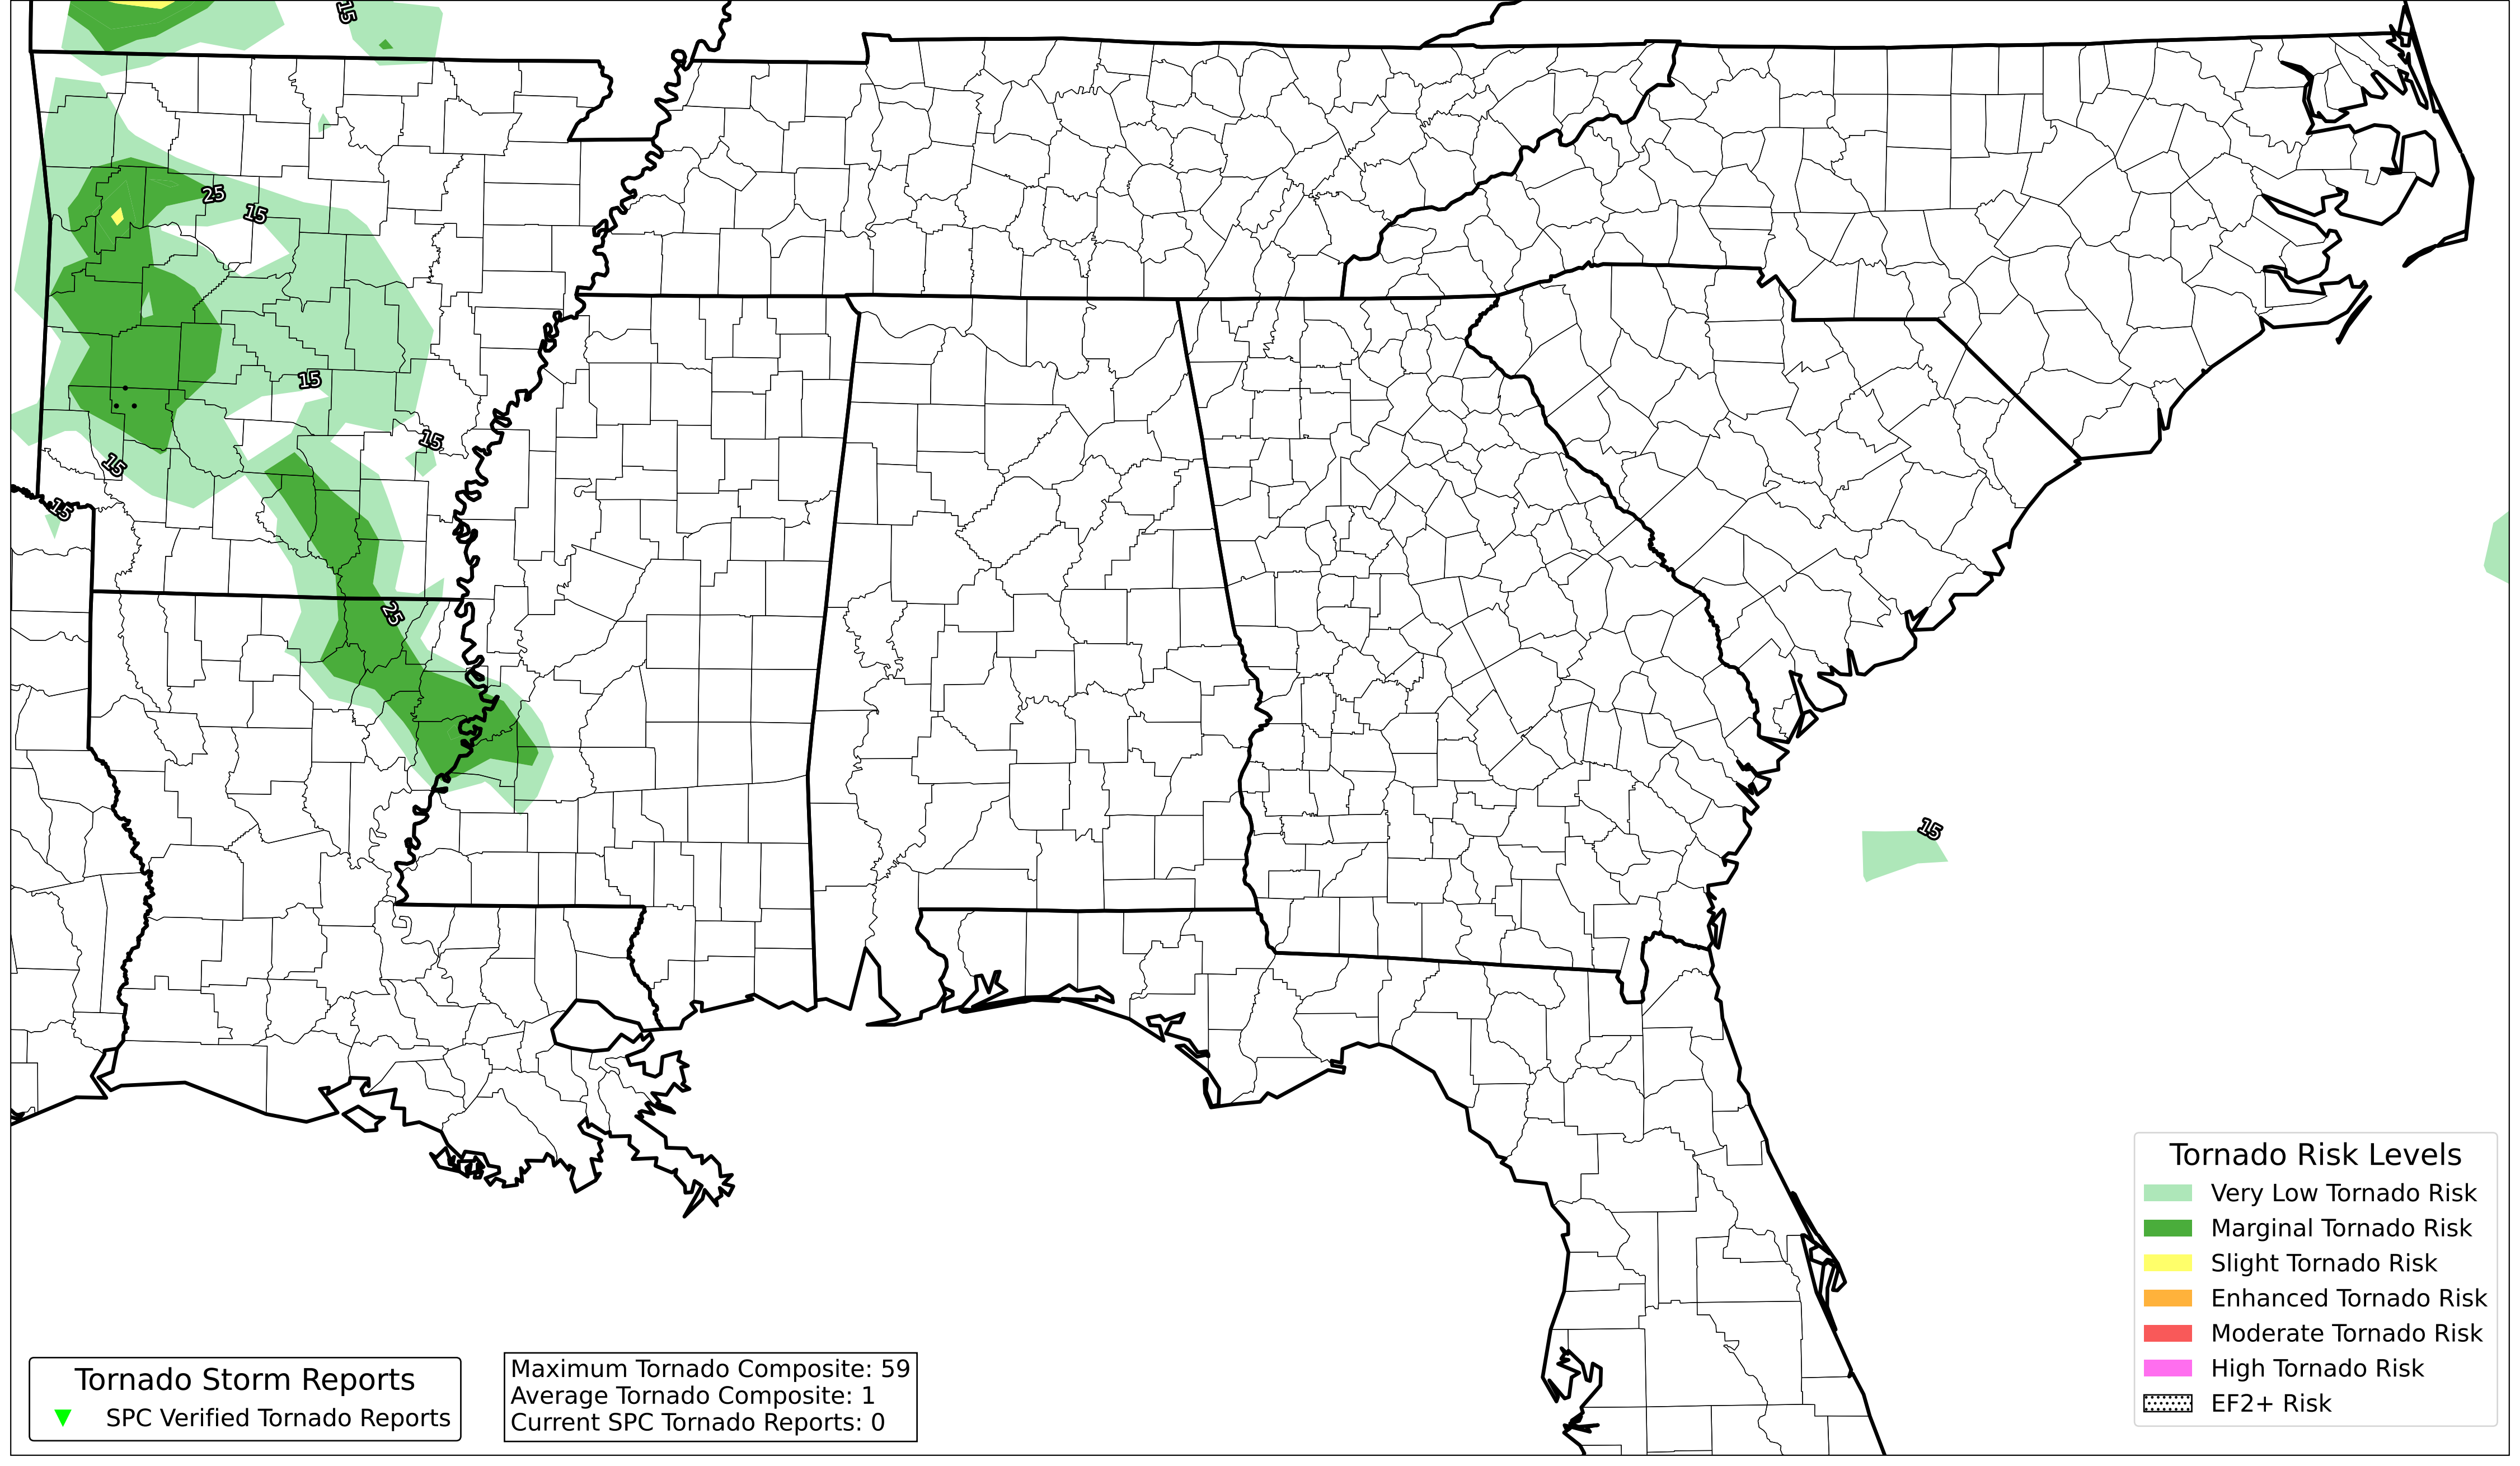 15
25
15
15
15
15
15
25
15
Tornado Risk Levels
Very Low Tornado Risk
Marginal Tornado Risk
Slight Tornado Risk
Enhanced Tornado Risk
Moderate Tornado Risk
High Tornado Risk
EF2+ Risk
Tornado Storm Reports
SPC Verified Tornado Reports
Maximum Tornado Composite: 59
Average Tornado Composite: 1
Current SPC Tornado Reports: 0